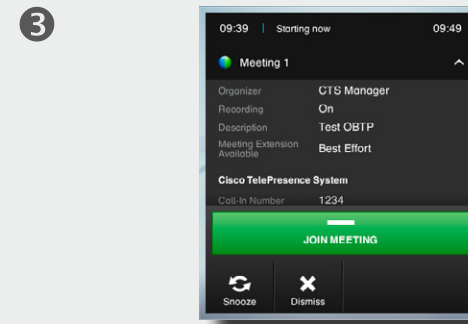 3
09:39 | Starting now 09:49
Meeting 1
Organizer CTS Manager
Recording On
Description Test OBTP
Meeting Extension Available Best Effort
Cisco TelePresence System
Call-In Number 1234
JOIN MEETING
Snooze Dismiss